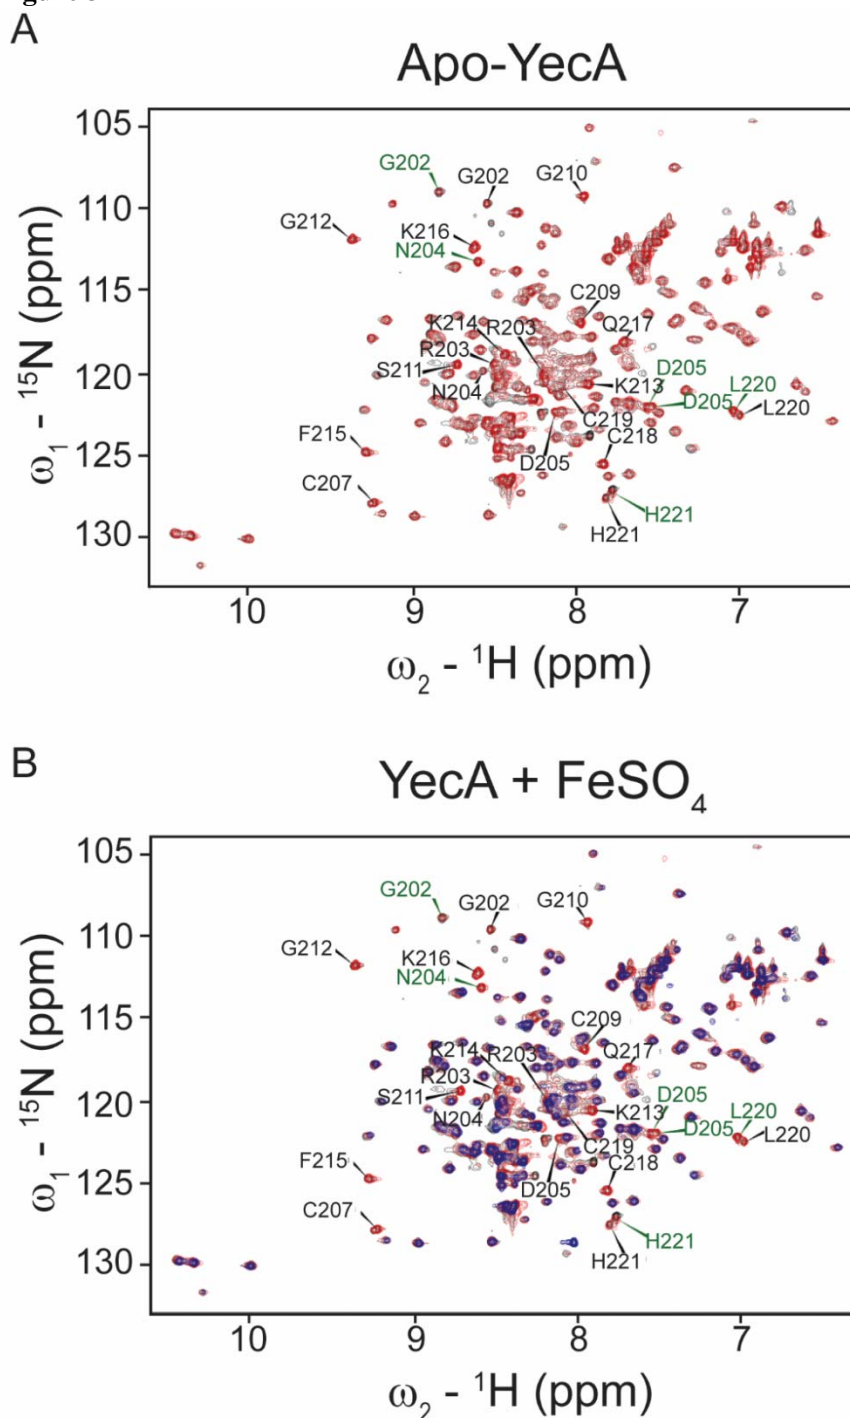 A
Apo-YecA
105
110
115
120
125
130
ω1 - 15N (ppm)
G202
G202
G210
G212
K216
N204
C209
K214
R203
Q217
R203
D205
S211
D205
L220
N204
K213
L220
C219
F215
C218
D205
C207
H221
H221
10
9
8
7
ω2 - 1H (ppm)
B
YecA + FeSO4
105
110
115
120
125
130
ω1 - 15N (ppm)
G202
G202
G210
G212
K216
N204
C209
K214
R203
Q217
R203
D205
S211
D205
L220
N204
K213
L220
C219
F215
C218
D205
C207
H221
H221
10
9
8
7
ω2 - 1H (ppm)